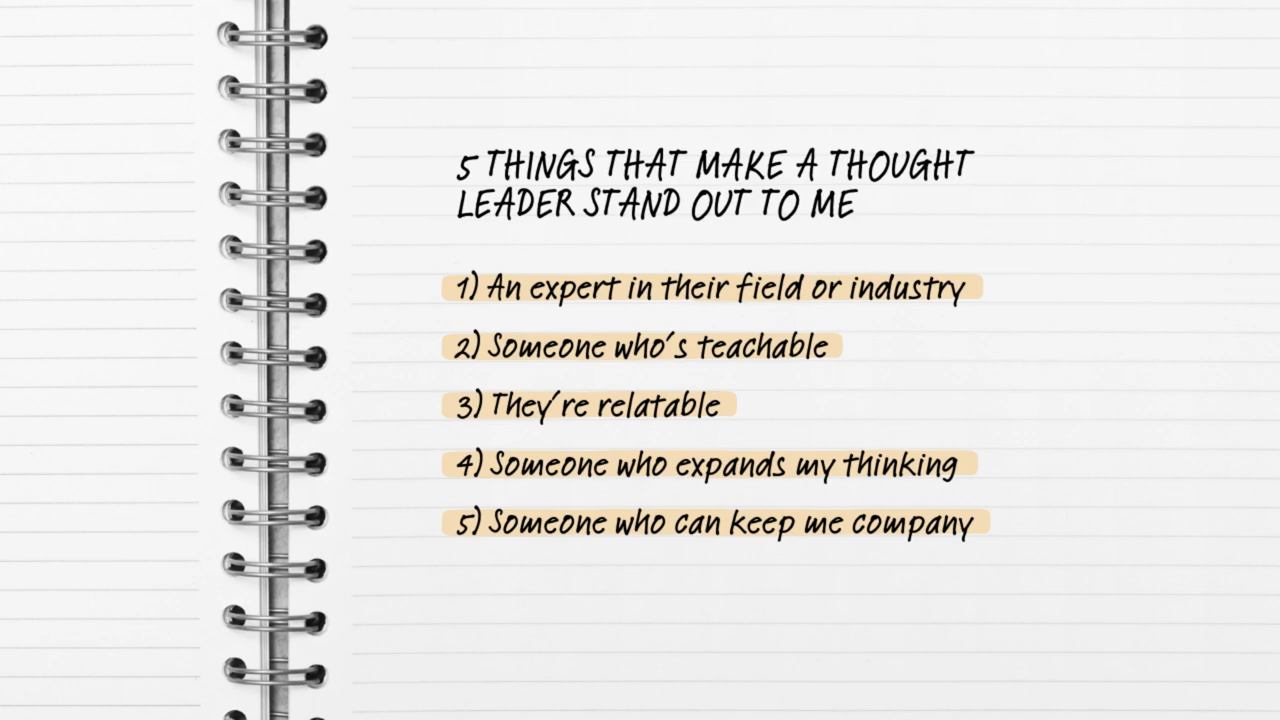 5 THINGS THAT MAKE A THOUGHT
LEADER STAND OUT TO ME
1) An expert in their field or industry
2) Someone who's teachable
3) They're relatable
4) Someone who expands my thinking
5) Someone who can keep me company